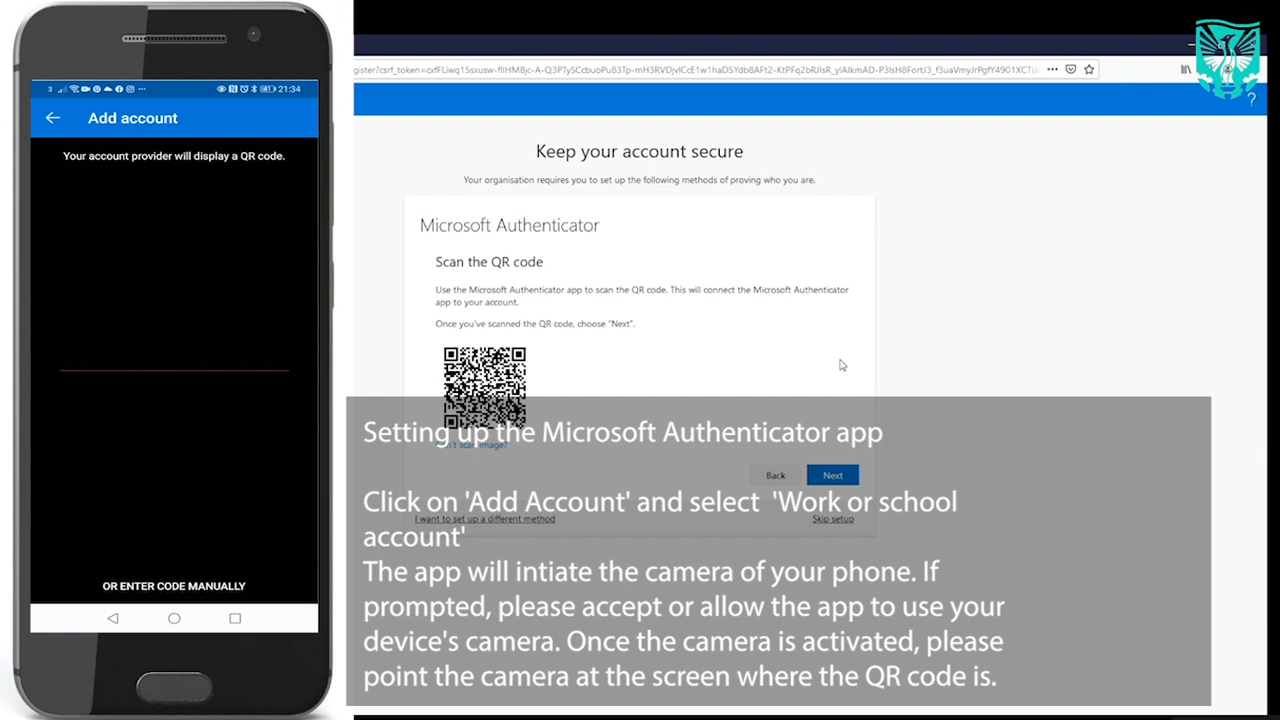 3
21:34
Add account
Your account provider will display a QR code.
OR ENTER CODE MANUALLY
?
Keep your account secure
Your organisation requires you to set up the following methods of proving who you are.
Microsoft Authenticator
Scan the QR code
Use the Microsoft Authenticator app to scan the QR code. This will connect the Microsoft Authenticator
app to your account.
Once you've scanned the QR code, choose "Next".
Can't scan image?
Back
Next
I want to set up a different method
Skip setup
Setting up the Microsoft Authenticator app
Click on 'Add Account' and select 'Work or school
account'
The app will intiate the camera of your phone. If
prompted, please accept or allow the app to use your
device's camera. Once the camera is activated, please
point the camera at the screen where the QR code is.